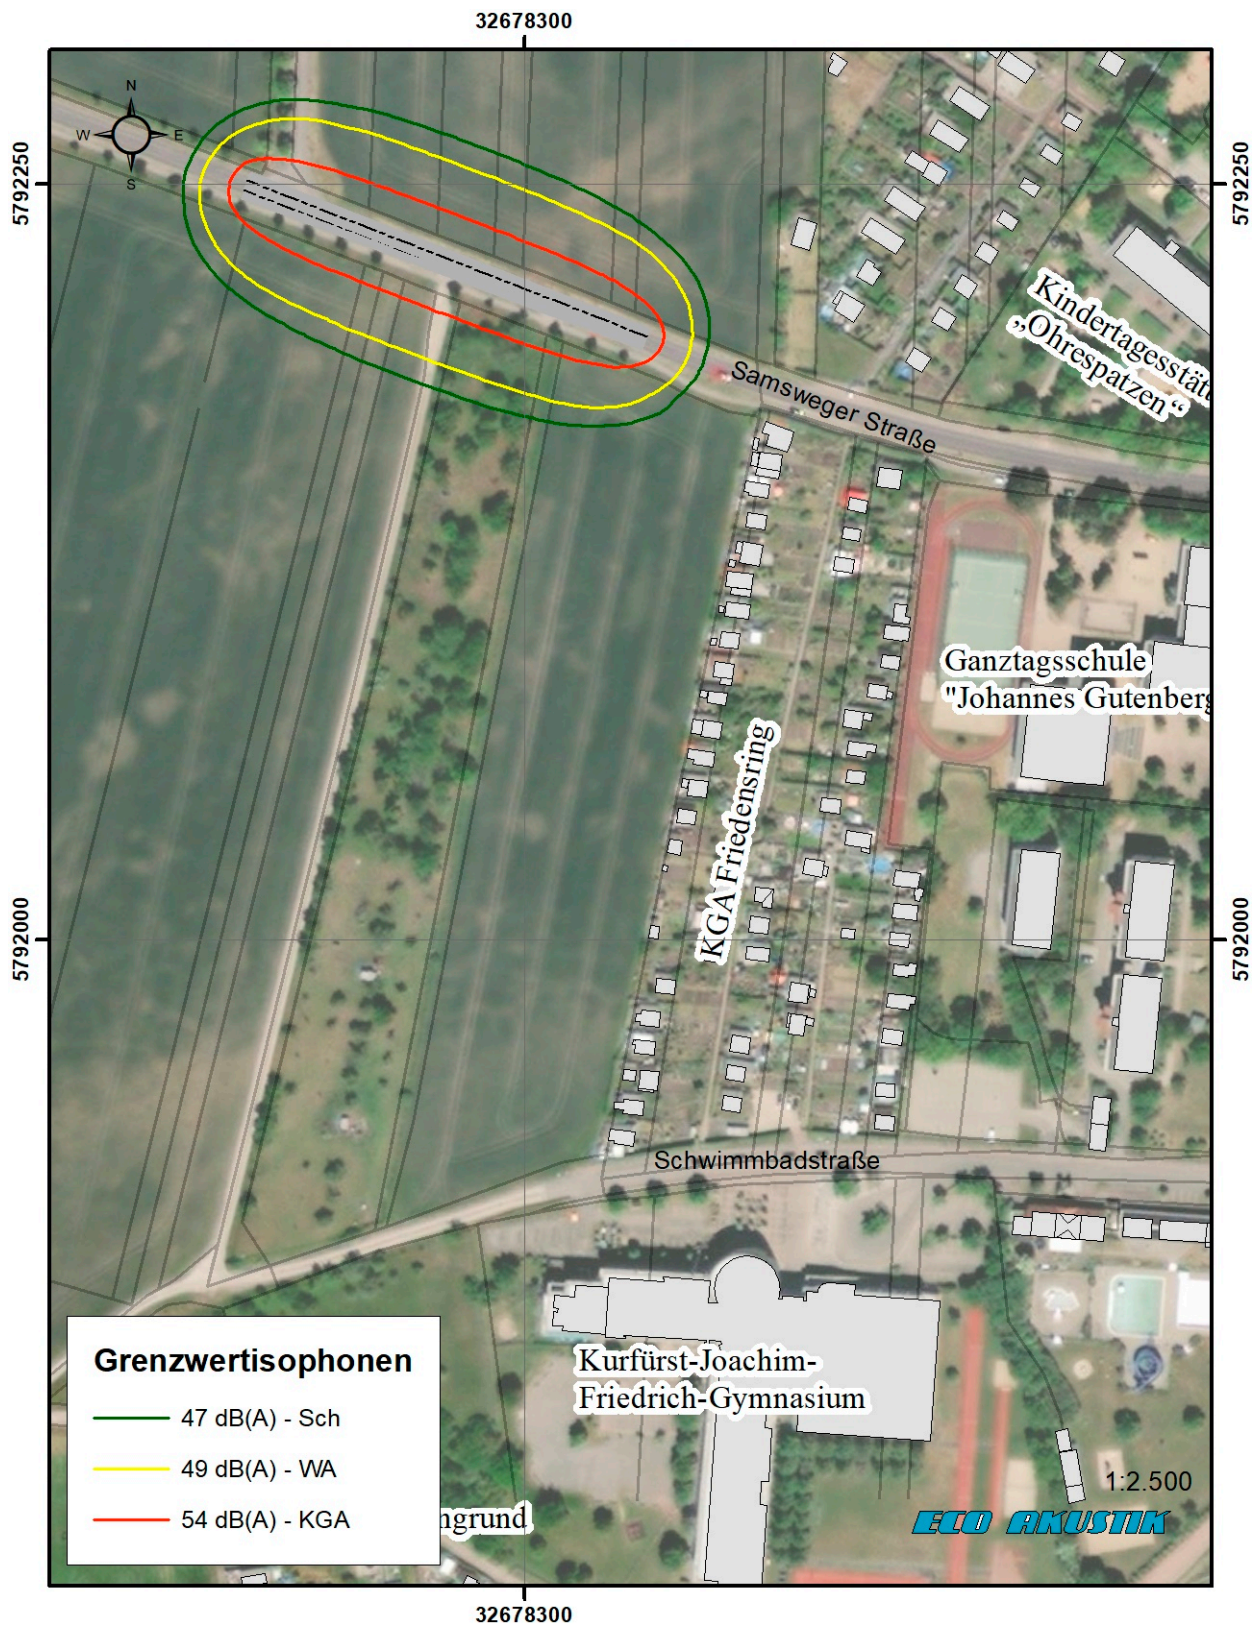 32678300
N
W E
S
5792250
5792250
Kindertagesstätt
„Ohrespatzen“
Samsweger Straße
Ganztagsschule
"Johannes Gutenberg
KGA Friedensring
5792000
5792000
Schwimmbadstraße
Kurfürst-Joachim-
Friedrich-Gymnasium
Grenzwertisophonen
47 dB(A) - Sch
49 dB(A) - WA
54 dB(A) - KGA
ngrund
1:2.500
ECO AKUSTIK
32678300